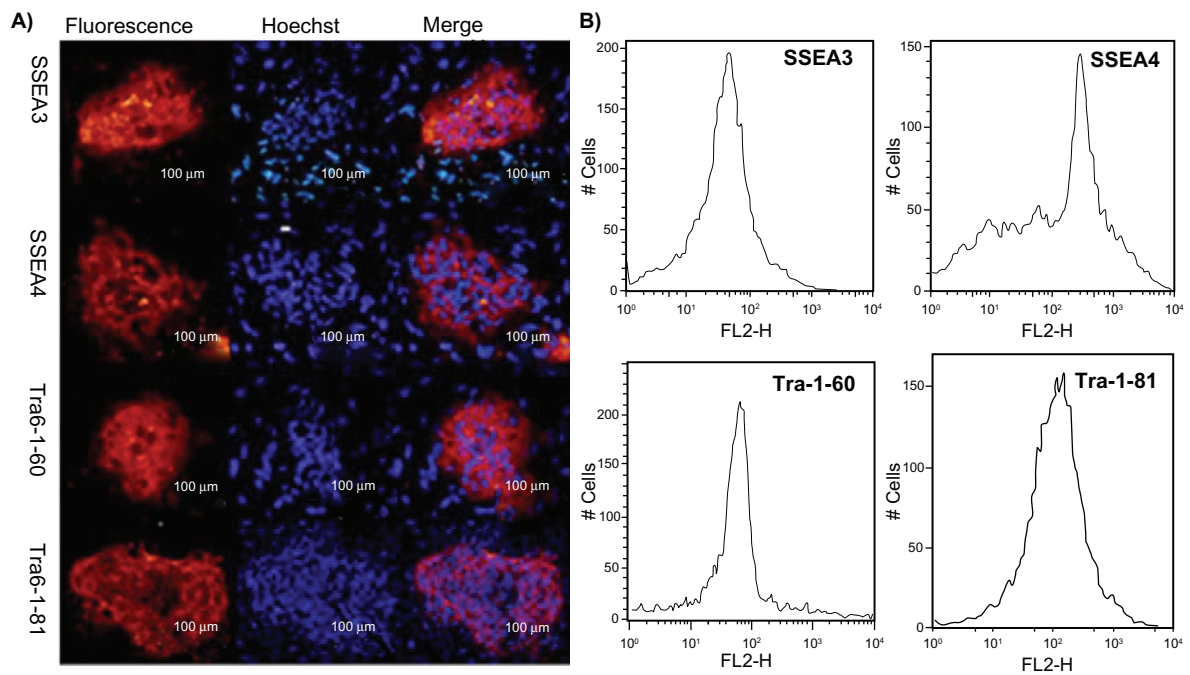 A)
Fluorescence Hoechst Merge
SSEA3
100 µm 100 µm 100 µm
SSEA4
100 µm 100 µm 100 µm
Tra6-1-60
100 µm 100 µm 100 µm
Tra6-1-81
100 µm 100 µm 100 µm
B)
SSEA3
# Cells
200
150
100
50
0
10⁰ 10¹ 10² 10³ 10⁴
FL2-H
SSEA4
# Cells
150
100
50
0
10⁰ 10¹ 10² 10³ 10⁴
FL2-H
Tra-1-60
# Cells
200
150
100
50
0
10⁰ 10¹ 10² 10³ 10⁴
FL2-H
Tra-1-81
# Cells
150
100
50
0
10⁰ 10¹ 10² 10³ 10⁴
FL2-H